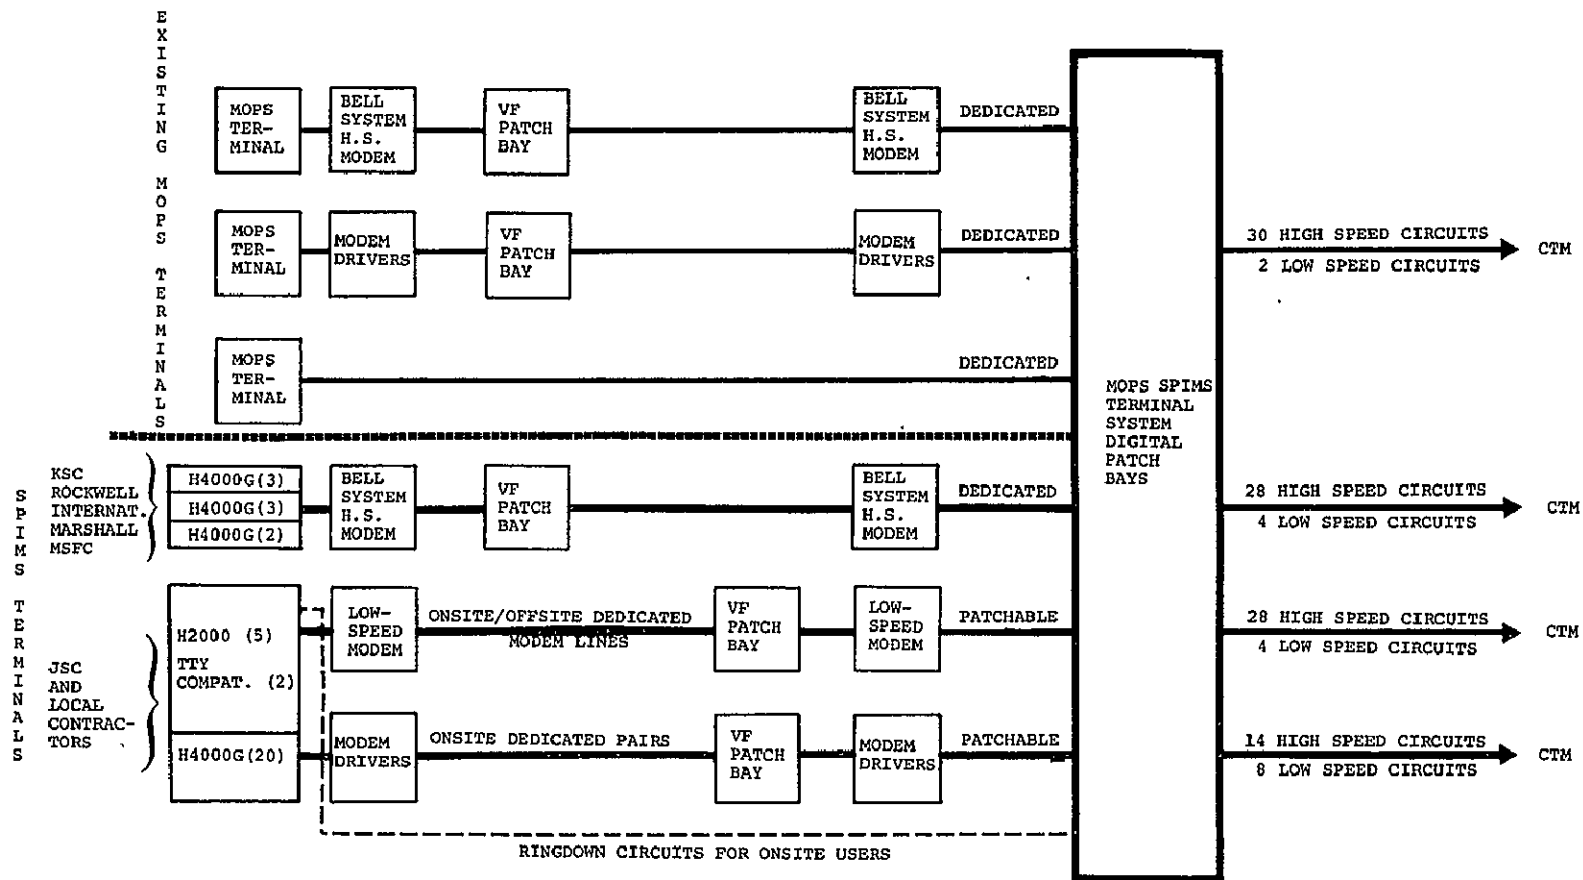 EXISTING MOPS TERMINALS
MOPS
TER-
MINAL
BELL
SYSTEM
H.S.
MODEM
VF
PATCH
BAY
BELL
SYSTEM
H.S.
MODEM
DEDICATED
MOPS
TER-
MINAL
MODEM
DRIVERS
VF
PATCH
BAY
MODEM
DRIVERS
DEDICATED
MOPS
TER-
MINAL
DEDICATED
MOPS SPIMS
TERMINAL
SYSTEM
DIGITAL
PATCH
BAYS
30 HIGH SPEED CIRCUITS
2 LOW SPEED CIRCUITS
CTM
SPIMS TERMINALS
KSC
ROCKWELL
INTERNAT.
MARSHALL
MSFC
H4000G(3)
H4000G(3)
H4000G(2)
BELL
SYSTEM
H.S.
MODEM
VF
PATCH
BAY
BELL
SYSTEM
H.S.
MODEM
DEDICATED
28 HIGH SPEED CIRCUITS
4 LOW SPEED CIRCUITS
CTM
JSC
AND
LOCAL
CONTRAC-
TORS
H2000 (5)
TTY
COMPAT. (2)
LOW-
SPEED
MODEM
ONSITE/OFFSITE DEDICATED
MODEM LINES
VF
PATCH
BAY
LOW-
SPEED
MODEM
PATCHABLE
28 HIGH SPEED CIRCUITS
4 LOW SPEED CIRCUITS
CTM
H4000G(20)
MODEM
DRIVERS
ONSITE DEDICATED PAIRS
VF
PATCH
BAY
MODEM
DRIVERS
PATCHABLE
14 HIGH SPEED CIRCUITS
8 LOW SPEED CIRCUITS
CTM
RINGDOWN CIRCUITS FOR ONSITE USERS